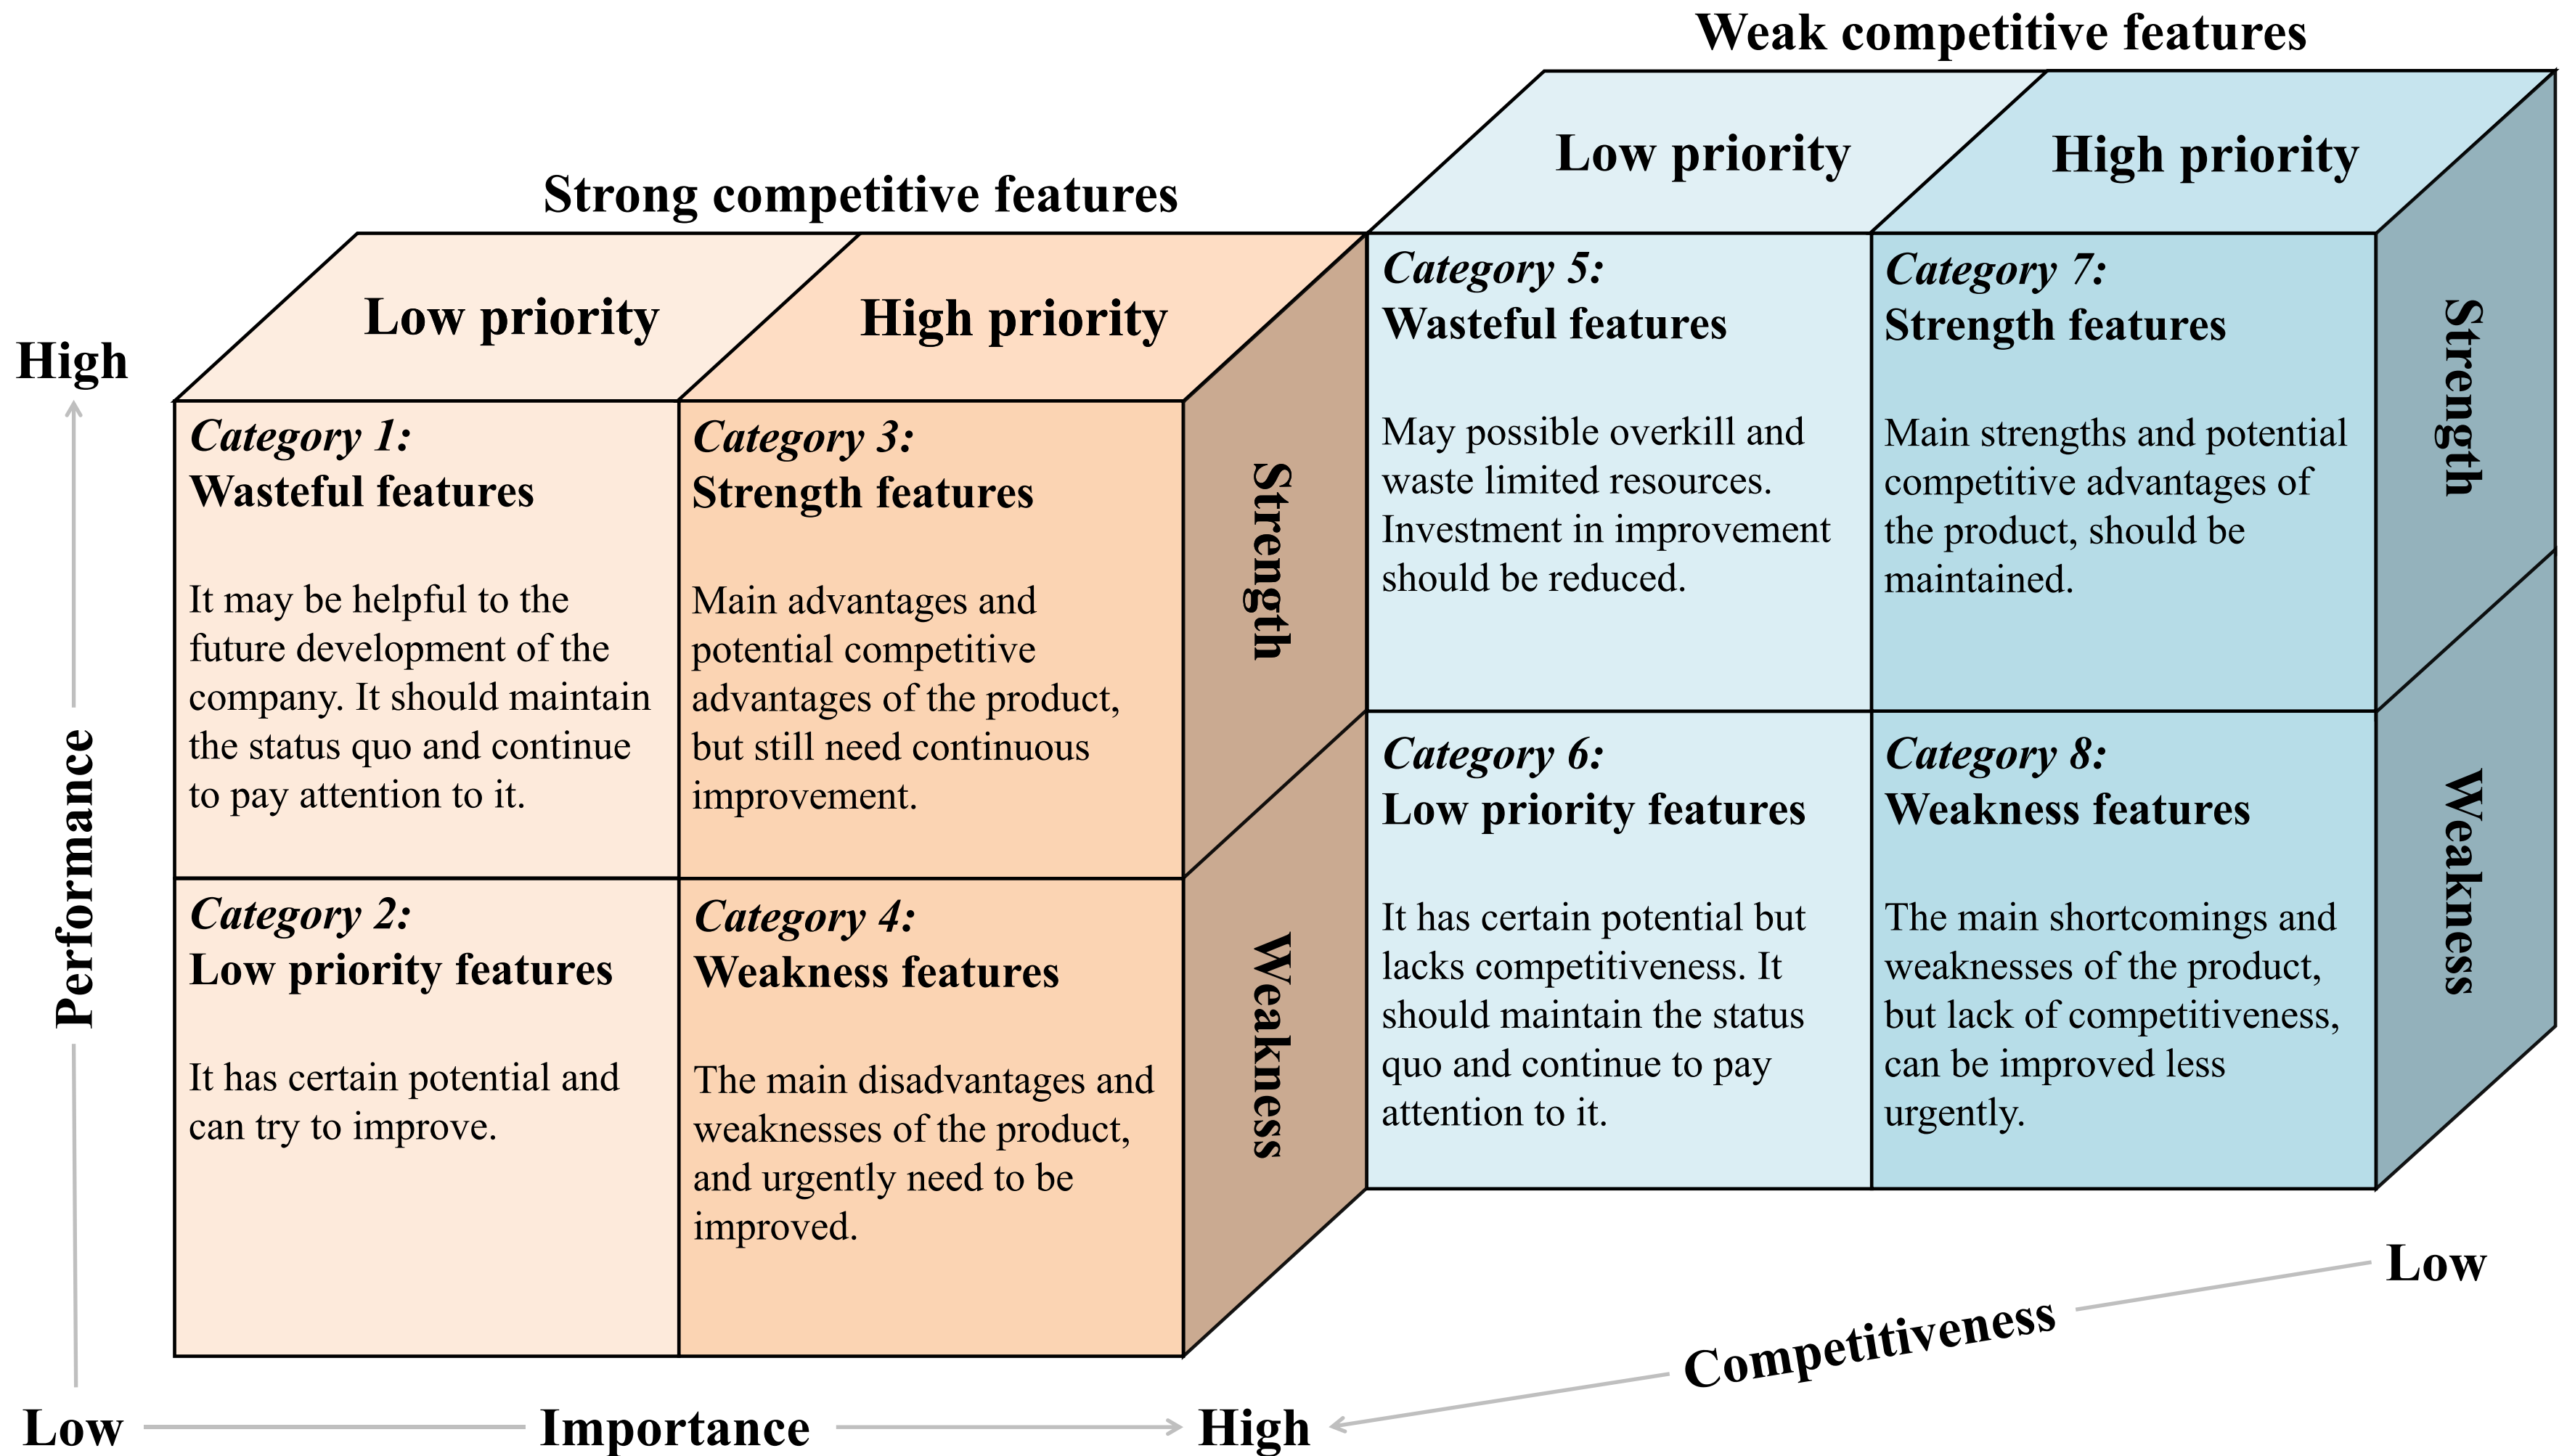 Weak competitive features
Low priority
High priority
Strong competitive features
Low priority
High priority
High
Performance
Category 1:
Wasteful features
It may be helpful to the
future development of the
company. It should maintain
the status quo and continue
to pay attention to it.
Category 3:
Strength features
Main advantages and
potential competitive
advantages of the product,
but still need continuous
improvement.
Strength
Category 2:
Low priority features
It has certain potential and
can try to improve.
Category 4:
Weakness features
The main disadvantages and
weaknesses of the product,
and urgently need to be
improved.
Weakness
Category 5:
Wasteful features
May possible overkill and
waste limited resources.
Investment in improvement
should be reduced.
Category 7:
Strength features
Main strengths and potential
competitive advantages of
the product, should be
maintained.
Strength
Category 6:
Low priority features
It has certain potential but
lacks competitiveness. It
should maintain the status
quo and continue to pay
attention to it.
Category 8:
Weakness features
The main shortcomings and
weaknesses of the product,
but lack of competitiveness,
can be improved less
urgently.
Weakness
Low
Competitiveness
Low
Importance
High